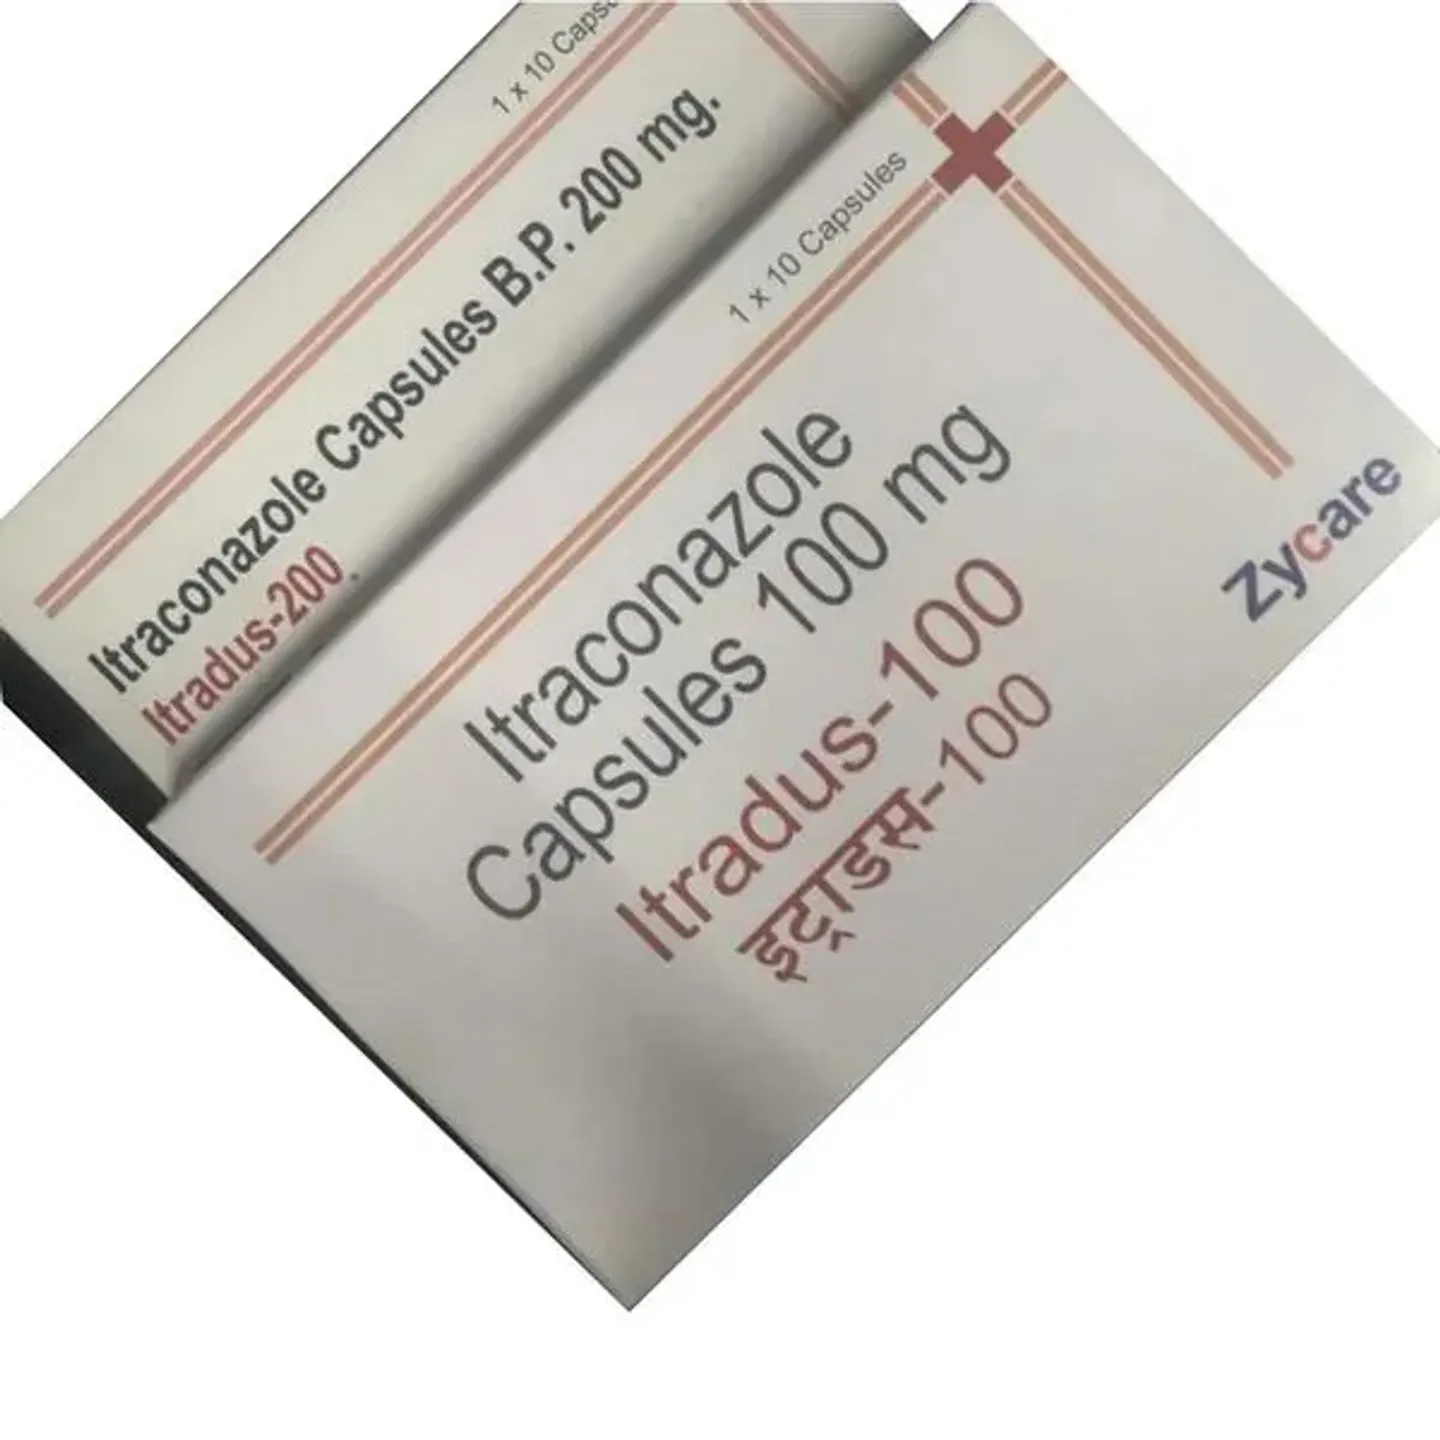 1 x 10 Caps
Itraconazole Capsules B.P. 200 mg.
Itradus-200.
1 x 10 Capsules
Itraconazole
Capsules 100 mg
Itradus-100
इट्राडस-100
Zycare